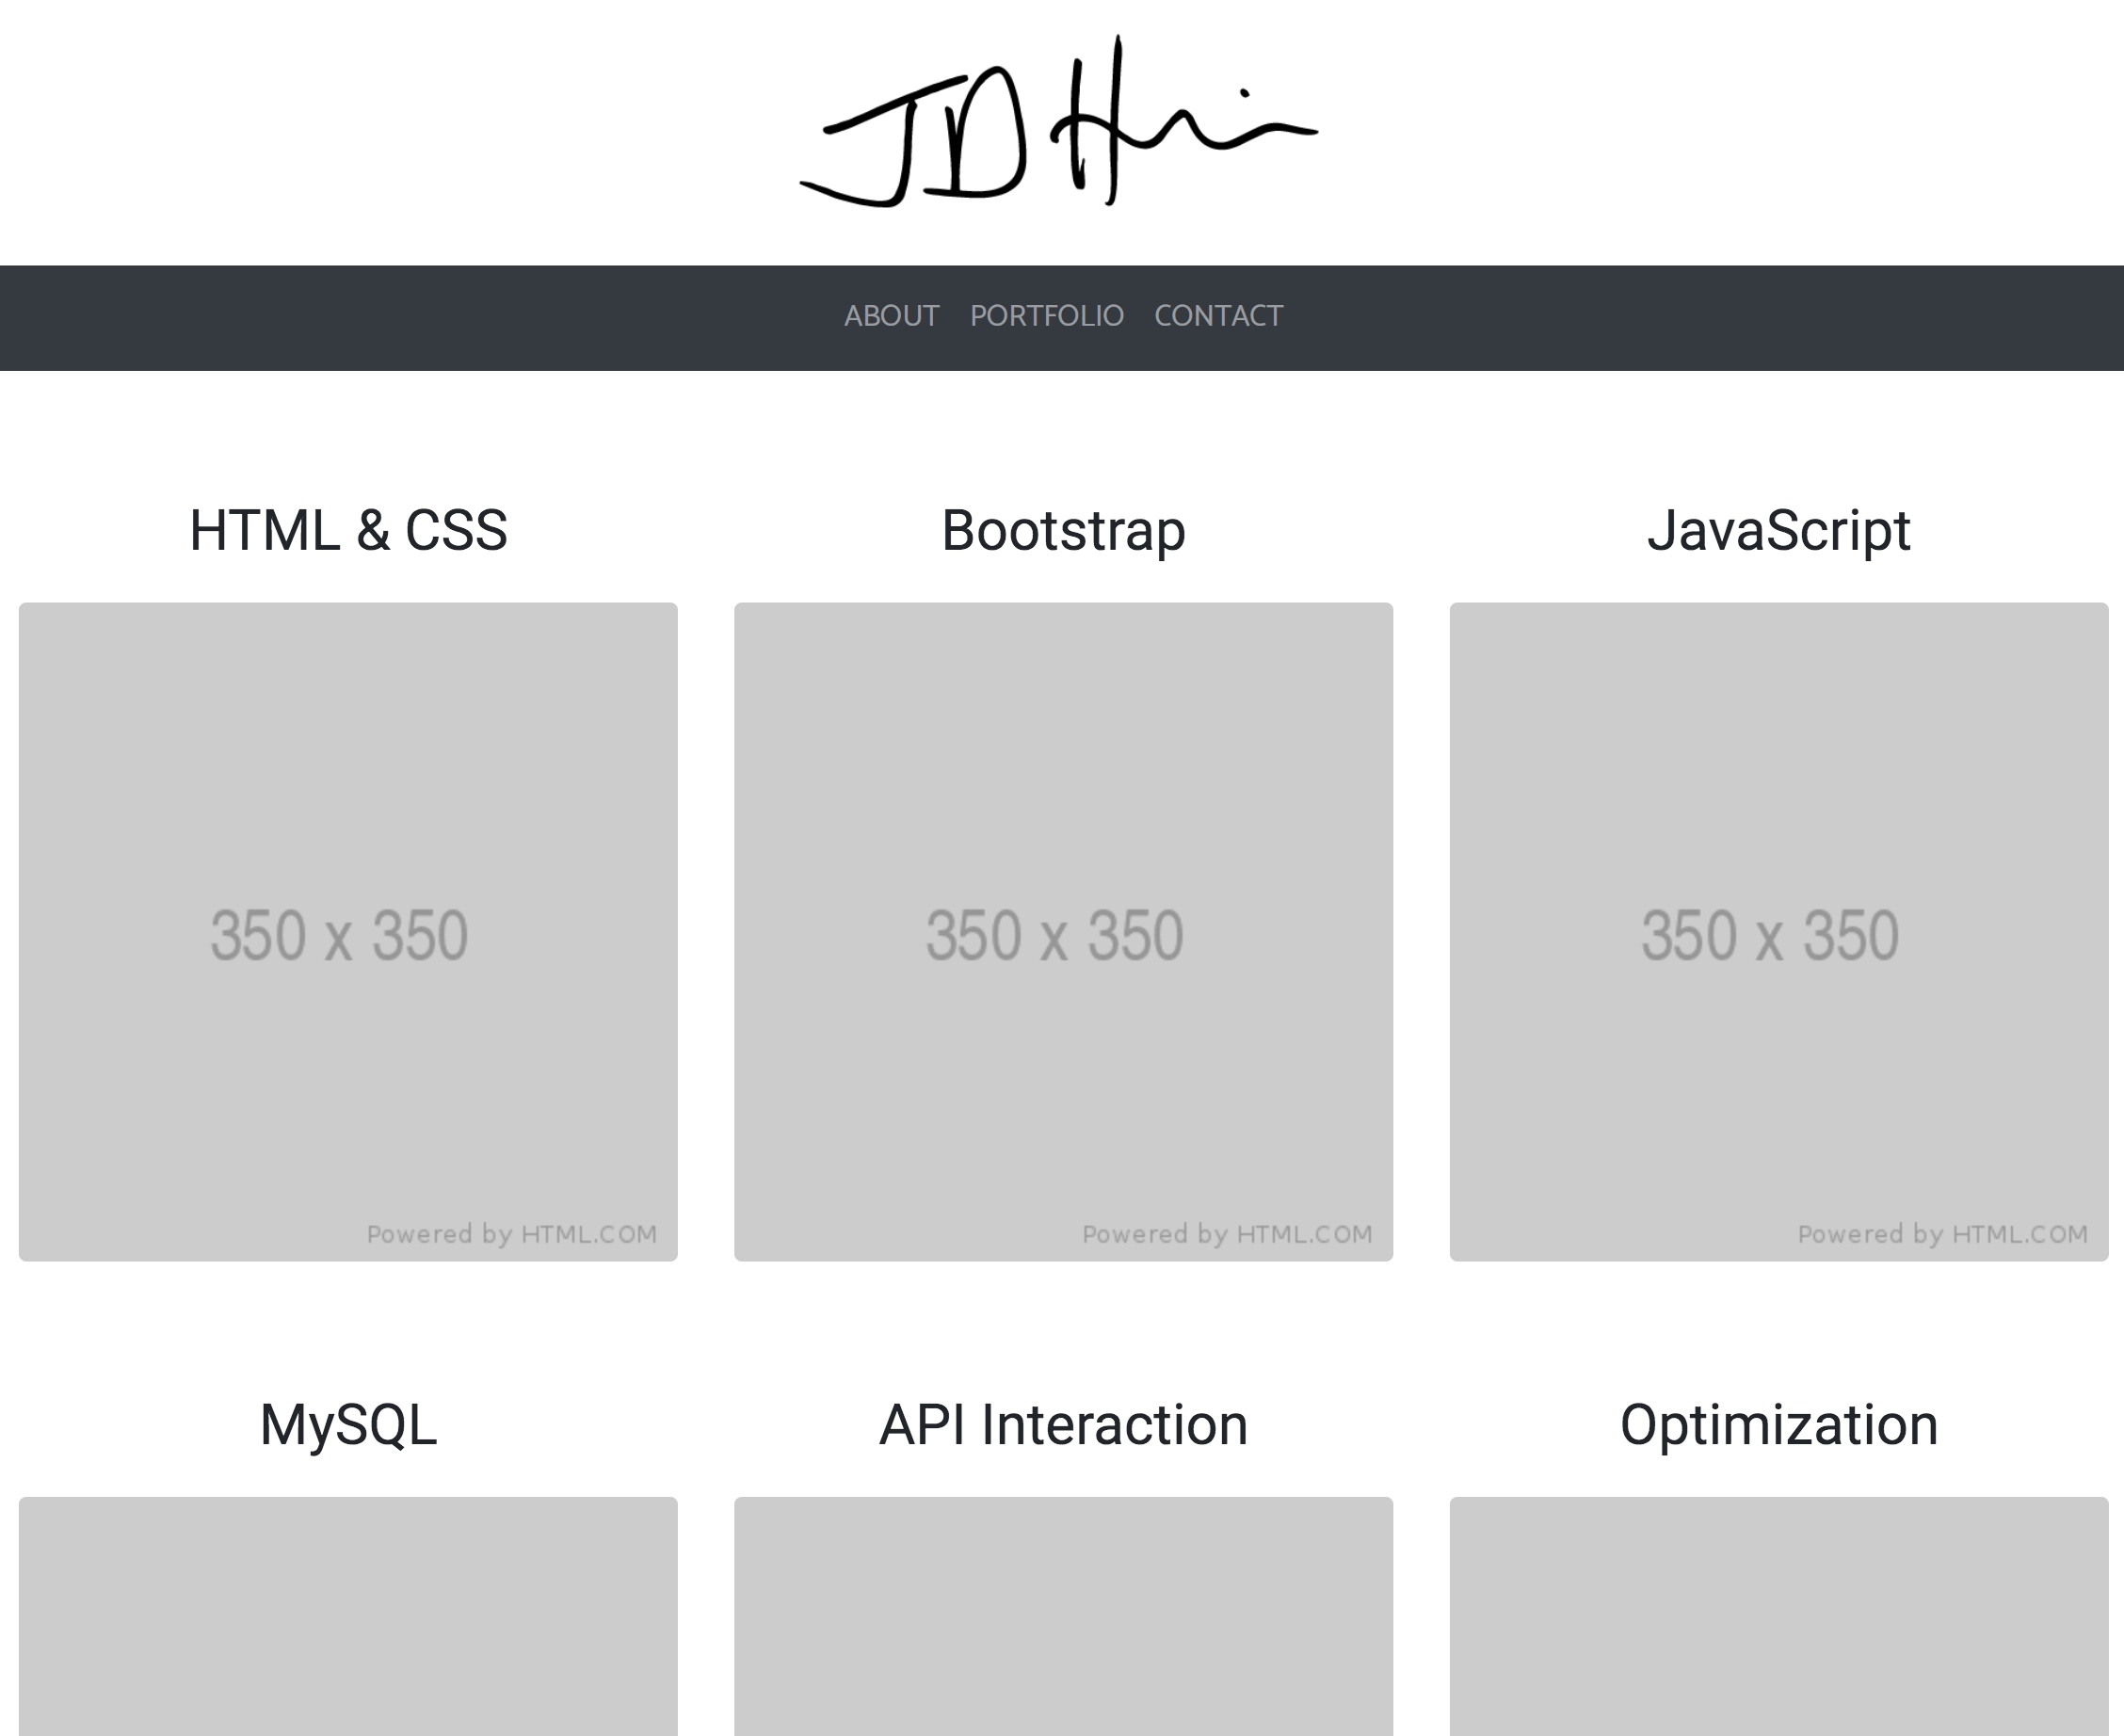 JD
ABOUT PORTFOLIO CONTACT
HTML & CSS Bootstrap JavaScript
350 x 350 350 x 350 350 x 350
Powered by HTML.COM Powered by HTML.COM Powered by HTML.COM
MySQL API Interaction Optimization